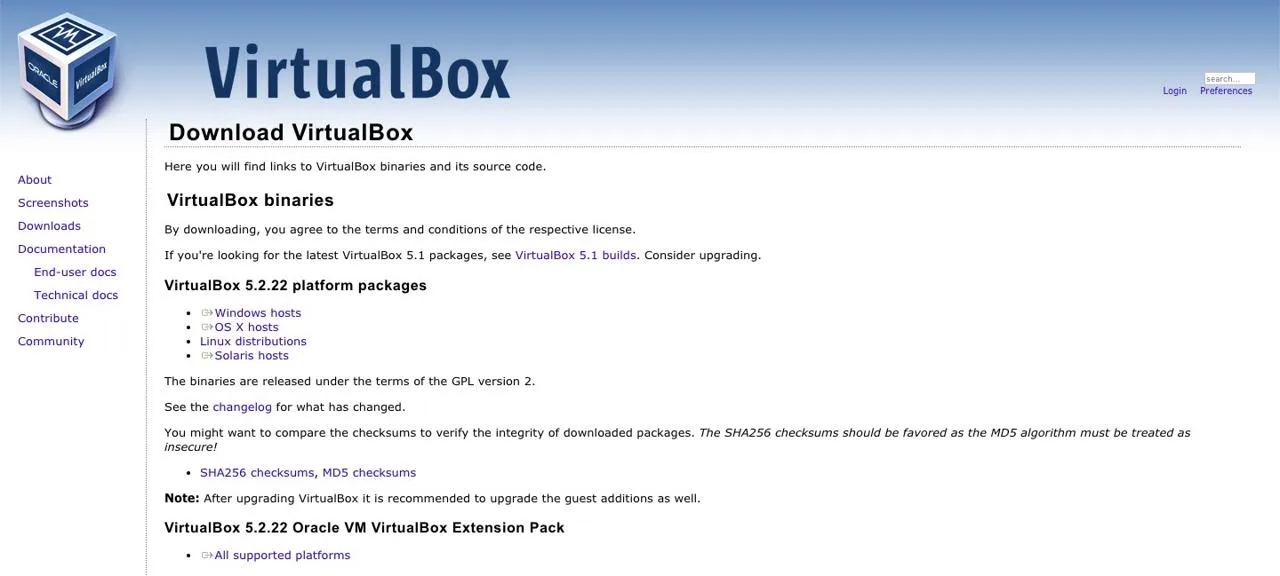 ORACLE
VirtualBox
VirtualBox
search...
Login Preferences
About
Screenshots
Downloads
Documentation
End-user docs
Technical docs
Contribute
Community
Download VirtualBox
Here you will find links to VirtualBox binaries and its source code.
VirtualBox binaries
By downloading, you agree to the terms and conditions of the respective license.
If you're looking for the latest VirtualBox 5.1 packages, see VirtualBox 5.1 builds. Consider upgrading.
VirtualBox 5.2.22 platform packages
• Windows hosts
• OS X hosts
• Linux distributions
• Solaris hosts
The binaries are released under the terms of the GPL version 2.
See the changelog for what has changed.
You might want to compare the checksums to verify the integrity of downloaded packages. The SHA256 checksums should be favored as the MD5 algorithm must be treated as
insecure!
• SHA256 checksums, MD5 checksums
Note: After upgrading VirtualBox it is recommended to upgrade the guest additions as well.
VirtualBox 5.2.22 Oracle VM VirtualBox Extension Pack
• All supported platforms